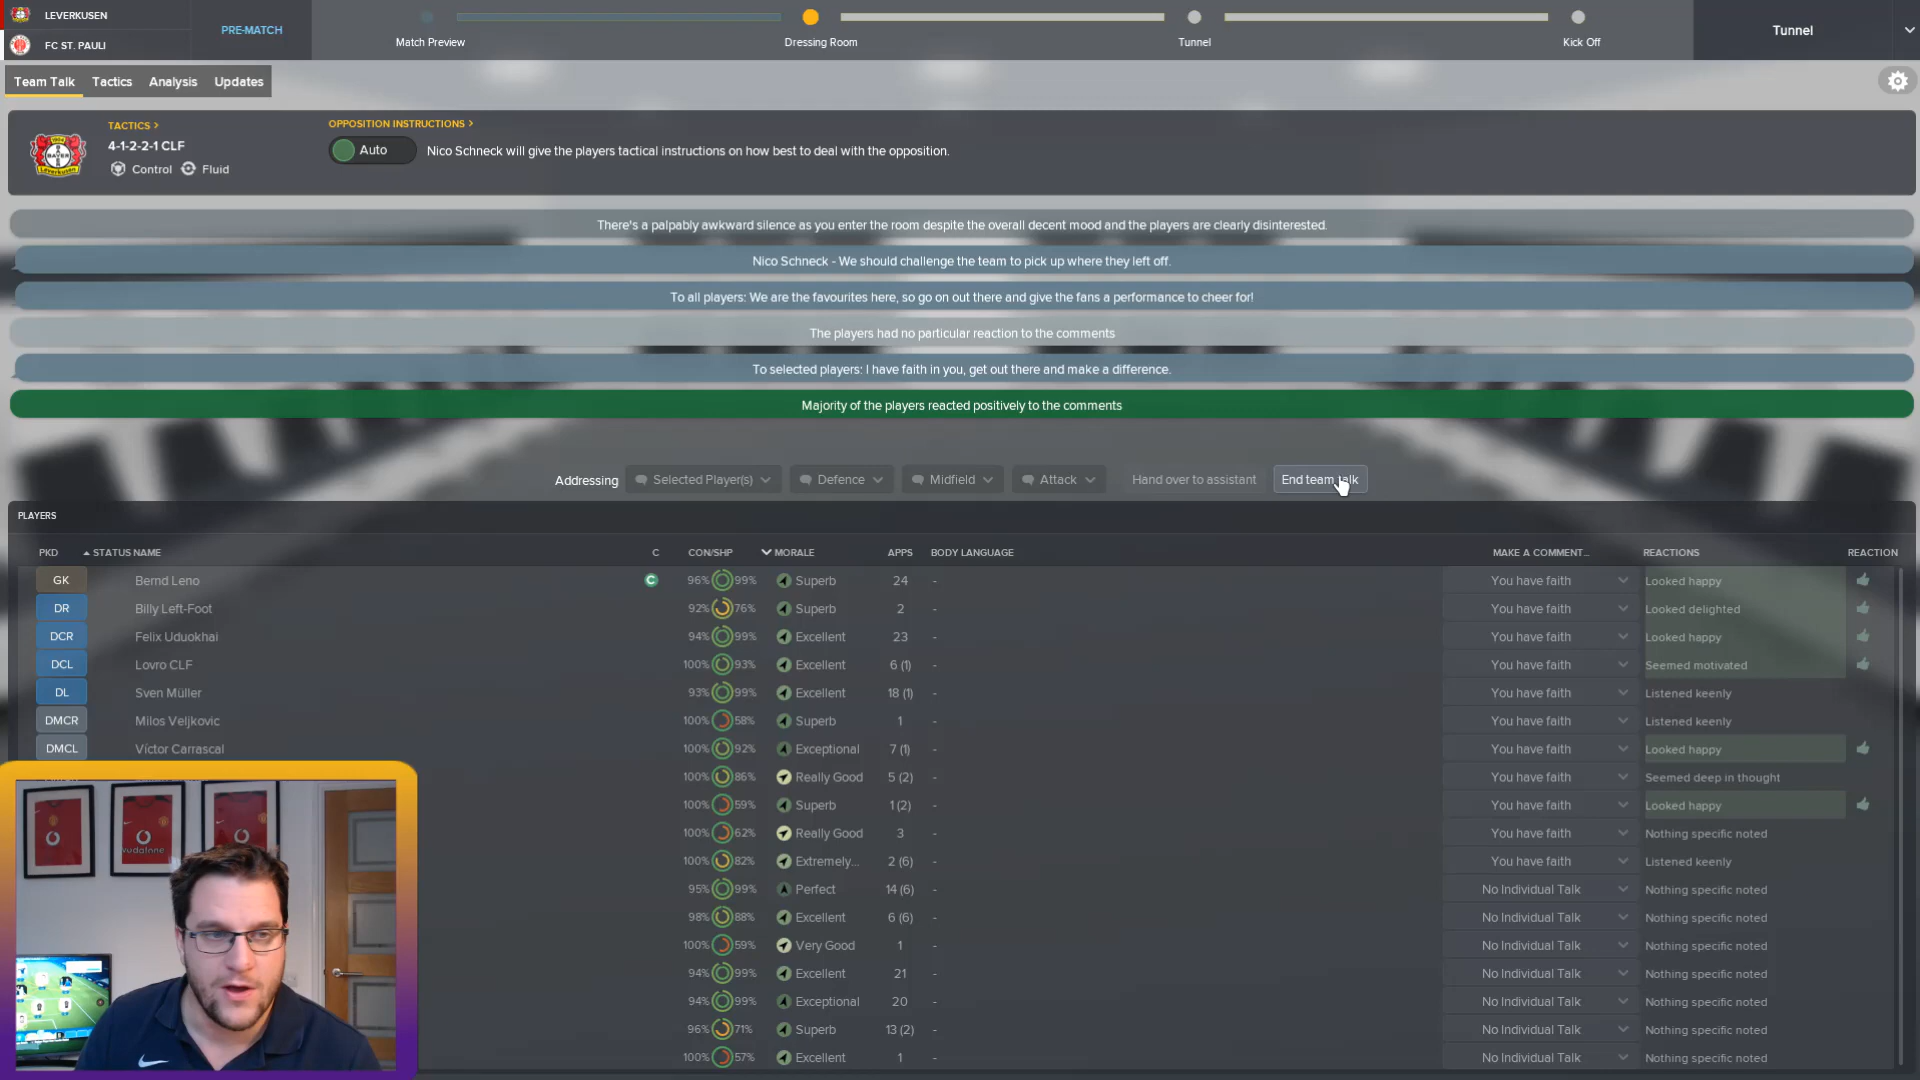 LEVERKUSEN
FC ST. PAULI
PRE-MATCH
Match Preview
Dressing Room
Tunnel
Kick Off
Tunnel
Team Talk Tactics Analysis Updates
TACTICS >
4-1-2-2-1 CLF
Control Fluid
OPPOSITION INSTRUCTIONS >
Auto Nico Schneck will give the players tactical instructions on how best to deal with the opposition.
There's a palpably awkward silence as you enter the room despite the overall decent mood and the players are clearly disinterested.
Nico Schneck - We should challenge the team to pick up where they left off.
To all players: We are the favourites here, so go on out there and give the fans a performance to cheer for!
The players had no particular reaction to the comments
To selected players: I have faith in you, get out there and make a difference.
Majority of the players reacted positively to the comments
Addressing Selected Player(s) Defence Midfield Attack Hand over to assistant End team talk
PLAYERS
PKD STATUS NAME C CON/SHP MORALE APPS BODY LANGUAGE MAKE A COMMENT... REACTIONS REACTION
GK Bernd Leno C 96% 99% Superb 24 - You have faith Looked happy
DR Billy Left-Foot 92% 76% Superb 2 - You have faith Looked delighted
DCR Felix Uduokhai 94% 99% Excellent 23 - You have faith Looked happy
DCL Lovro CLF 100% 93% Excellent 6 (1) - You have faith Seemed motivated
DL Sven Müller 93% 99% Excellent 18 (1) - You have faith Listened keenly
DMCR Milos Veljkovic 100% 58% Superb 1 - You have faith Listened keenly
DMCL Víctor Carrascal 100% 92% Exceptional 7 (1) - You have faith Looked happy
100% 86% Really Good 5 (2) - You have faith Seemed deep in thought
100% 59% Superb 1 (2) - You have faith Looked happy
100% 62% Really Good 3 - You have faith Nothing specific noted
100% 82% Extremely... 2 (6) - You have faith Listened keenly
95% 99% Perfect 14 (6) - No Individual Talk Nothing specific noted
98% 88% Excellent 6 (6) - No Individual Talk Nothing specific noted
100% 59% Very Good 1 - No Individual Talk Nothing specific noted
94% 99% Excellent 21 - No Individual Talk Nothing specific noted
94% 99% Exceptional 20 - No Individual Talk Nothing specific noted
96% 71% Superb 13 (2) - No Individual Talk Nothing specific noted
100% 57% Excellent 1 - No Individual Talk Nothing specific noted
vodafone